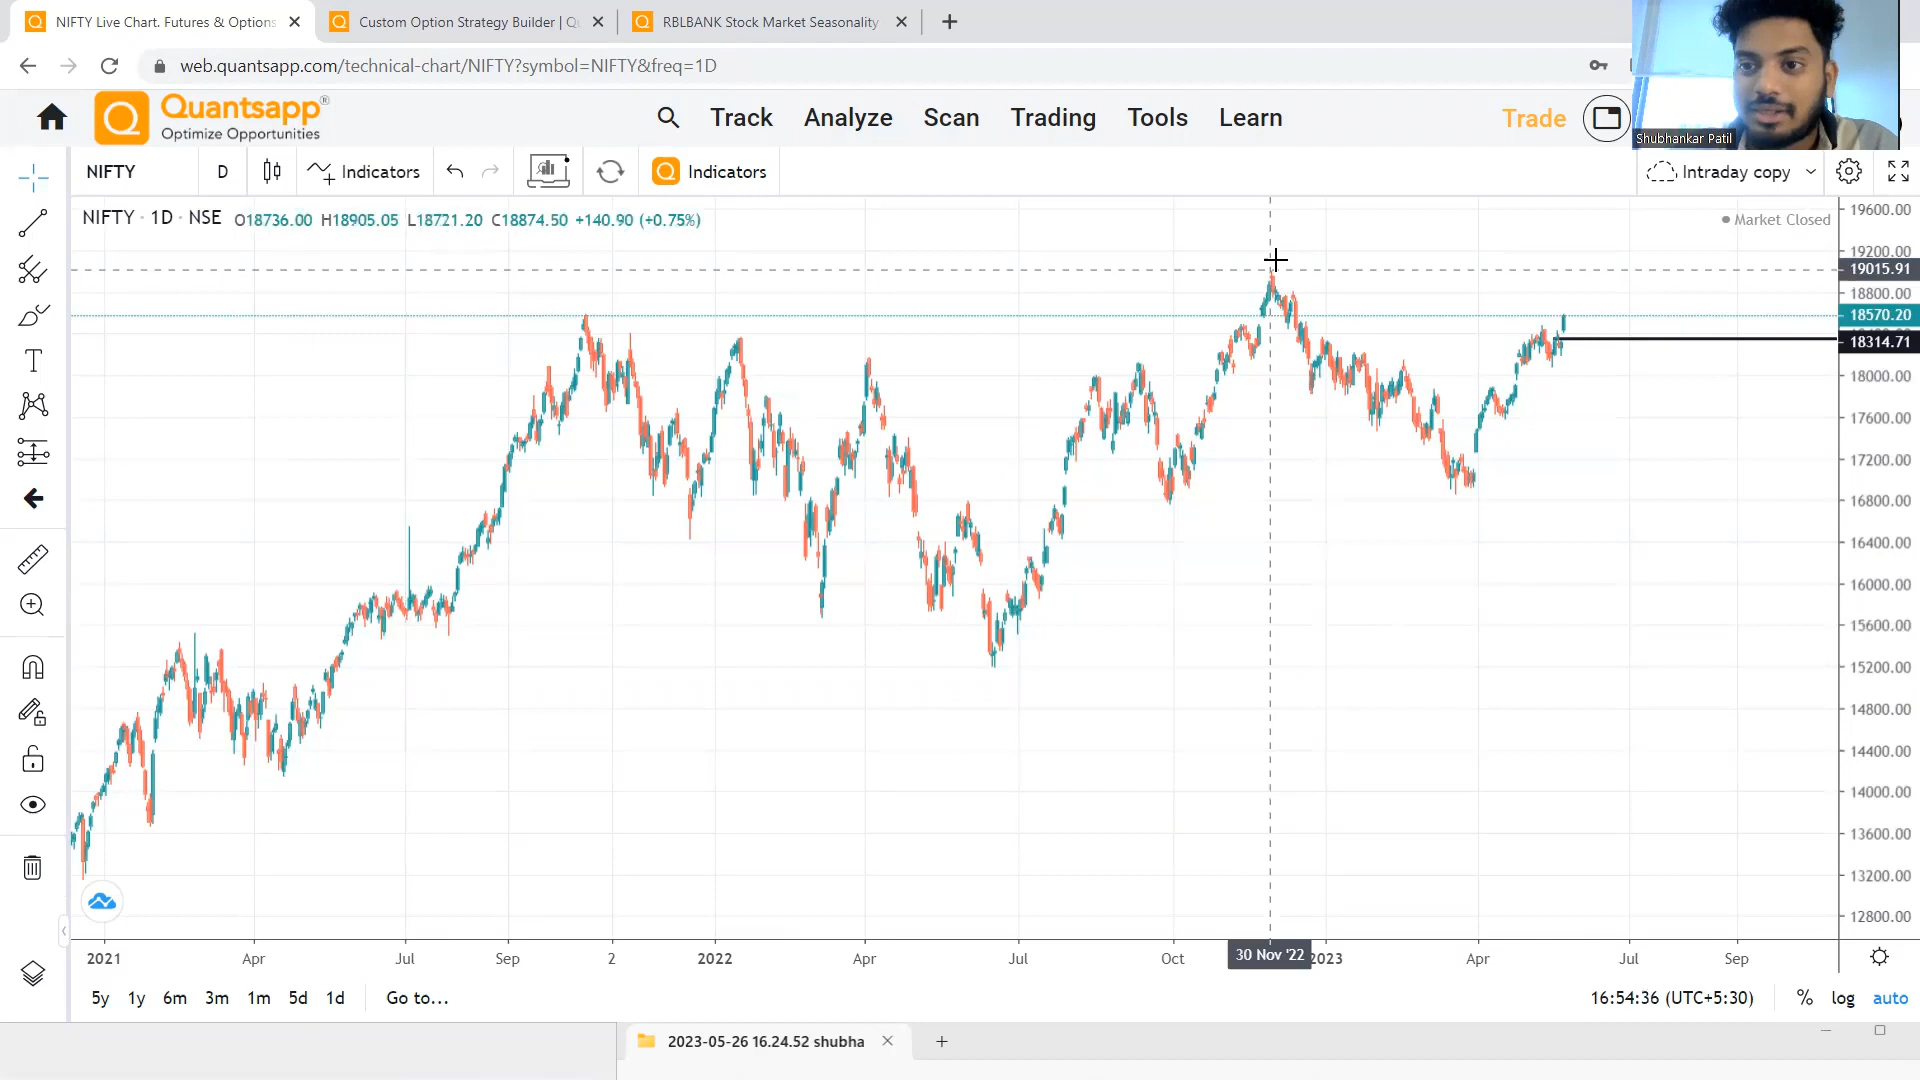 NIFTY Live Chart. Futures & Options
Custom Option Strategy Builder | Q
RBLBANK Stock Market Seasonality
web.quantsapp.com/technical-chart/NIFTY?symbol=NIFTY&freq=1D
Quantsapp®
Optimize Opportunities
Track Analyze Scan Trading Tools Learn
Trade
Shubhankar Patil
NIFTY D Indicators Indicators
Intraday copy
NIFTY · 1D · NSE O18736.00 H18905.05 L18721.20 C18874.50 +140.90 (+0.75%)
Market Closed
19600.00
19200.00
19015.91
18800.00
18570.20
18314.71
18000.00
17600.00
17200.00
16800.00
16400.00
16000.00
15600.00
15200.00
14800.00
14400.00
14000.00
13600.00
13200.00
12800.00
2021 Apr Jul Sep 2 2022 Apr Jul Oct 30 Nov '22 2023 Apr Jul Sep
5y 1y 6m 3m 1m 5d 1d Go to...
16:54:36 (UTC+5:30) % log auto
2023-05-26 16.24.52 shubha